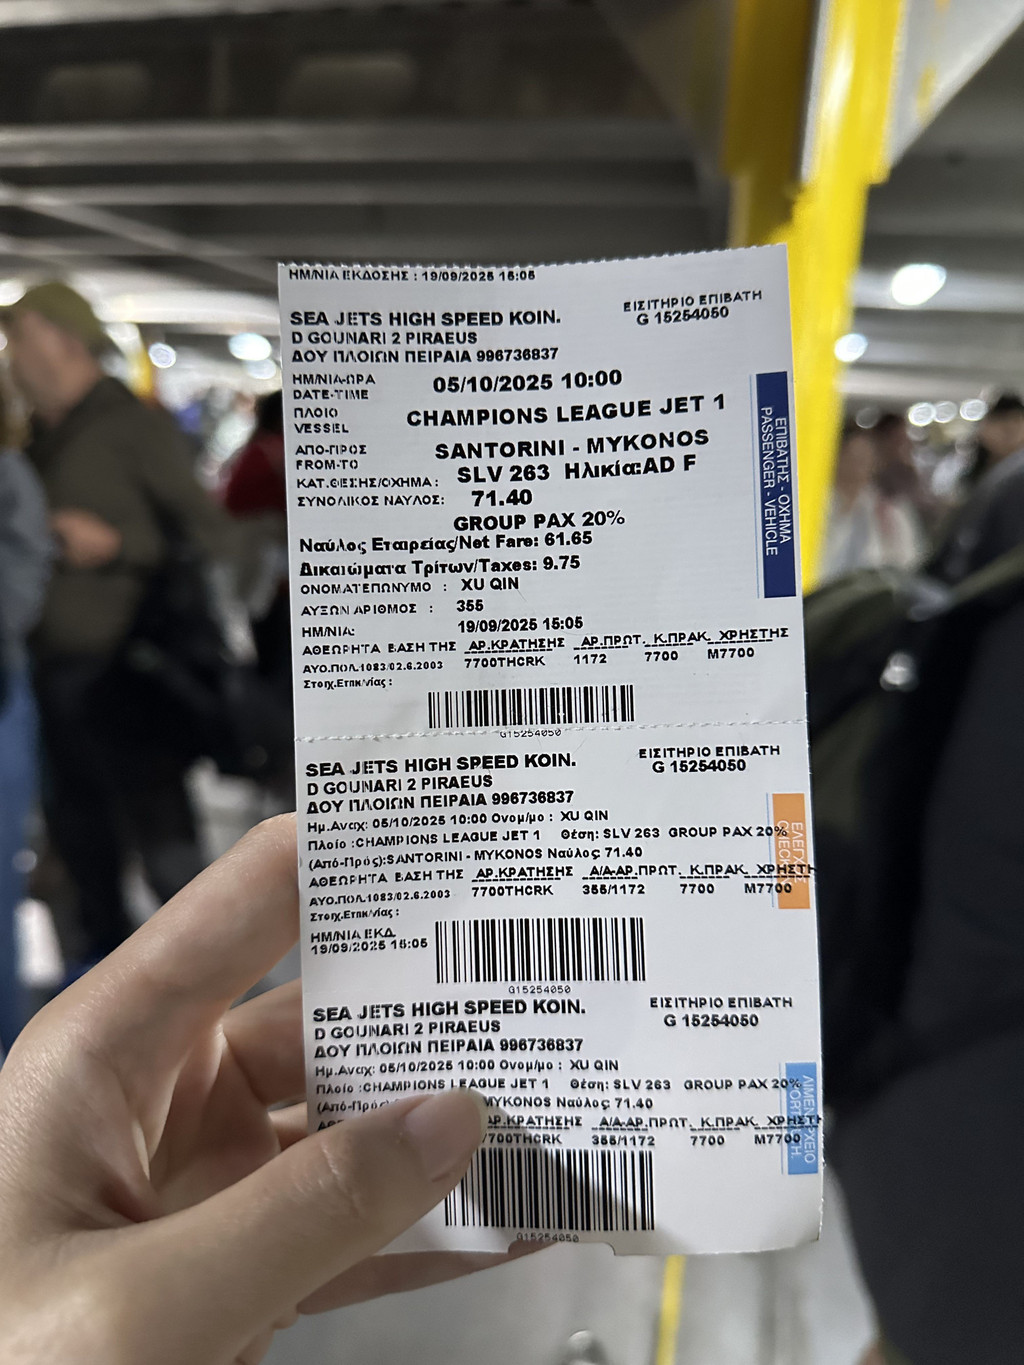 ΗΜ/ΝΙΑ ΕΚΔΟΣΗΣ : 19/09/2025 15:05
ΕΙΣΙΤΗΡΙΟ ΕΠΙΒΑΤΗ
G 15254050
SEA JETS HIGH SPEED ΚΟΙΝ.
D GOUNARI 2 PIRAEUS
ΔΟΥ ΠΛΟΙΩΝ ΠΕΙΡΑΙΑ 996736837
ΗΜ/ΝΙΑ-ΩΡΑ
DATE-TIME
05/10/2025 10:00
ΠΛΟΙΟ
VESSEL
CHAMPIONS LEAGUE JET 1
ΑΠΟ-ΠΡΟΣ
FROM-TO
SANTORINI - MYKONOS
ΚΑΤ.ΘΕΣΗΣ/ΟΧΗΜΑ : SLV 263 Ηλικία:AD F
ΣΥΝΟΛΙΚΟΣ ΝΑΥΛΟΣ: 71.40
GROUP PAX 20%
Ναύλος Εταιρείας/Net Fare: 61.65
Δικαιώματα Τρίτων/Taxes: 9.75
ΟΝΟΜΑΤΕΠΩΝΥΜΟ : XU QIN
ΑΥΞΩΝ ΑΡΙΘΜΟΣ : 355
ΗΜ/ΝΙΑ: 19/09/2025 15:05
ΑΘΕΩΡΗΤΑ ΒΑΣΗ ΤΗΣ ΑΡ.ΚΡΑΤΗΣΗΣ ΑΡ.ΠΡΩΤ. Κ.ΠΡΑΚ. ΧΡΗΣΤΗΣ
ΑΥΟ.ΠΟΛ.1083/02.6.2003 7700THCRK 1172 7700 M7700
Στοιχ.Επικ/νίας :
G15254050
ΕΠΙΒΑΤΗΣ - ΟΧΗΜΑ
PASSENGER - VEHICLE
SEA JETS HIGH SPEED ΚΟΙΝ.
ΕΙΣΙΤΗΡΙΟ ΕΠΙΒΑΤΗ
G 15254050
D GOUNARI 2 PIRAEUS
ΔΟΥ ΠΛΟΙΩΝ ΠΕΙΡΑΙΑ 996736837
Ημ.Αναχ: 05/10/2025 10:00 Ονομ/μο : XU QIN
Πλοίο :CHAMPIONS LEAGUE JET 1 Θέση: SLV 263 GROUP PAX 20%
(Από-Πρός):SANTORINI - MYKONOS Ναύλος: 71.40
ΑΘΕΩΡΗΤΑ ΒΑΣΗ ΤΗΣ ΑΡ.ΚΡΑΤΗΣΗΣ Α/Α-ΑΡ.ΠΡΩΤ. Κ.ΠΡΑΚ. ΧΡΗΣΤΗ
ΑΥΟ.ΠΟΛ.1083/02.6.2003 7700THCRK 355/1172 7700 M7700
Στοιχ.Επικ/νίας :
ΗΜ/ΝΙΑ ΕΚΔ.
19/09/2025 15:05
G15254050
SEA JETS HIGH SPEED ΚΟΙΝ.
ΕΙΣΙΤΗΡΙΟ ΕΠΙΒΑΤΗ
G 15254050
D GOUNARI 2 PIRAEUS
ΔΟΥ ΠΛΟΙΩΝ ΠΕΙΡΑΙΑ 996736837
Ημ.Αναχ: 05/10/2025 10:00 Ονομ/μο : XU QIN
Πλοίο :CHAMPIONS LEAGUE JET 1 Θέση: SLV 263 GROUP PAX 20%
(Από-Πρός) MYKONOS Ναύλος: 71.40
ΑΡ.ΚΡΑΤΗΣΗΣ Α/Α-ΑΡ.ΠΡΩΤ. Κ.ΠΡΑΚ. ΧΡΗΣΤΗ
7700THCRK 355/1172 7700 M7700
G15254050